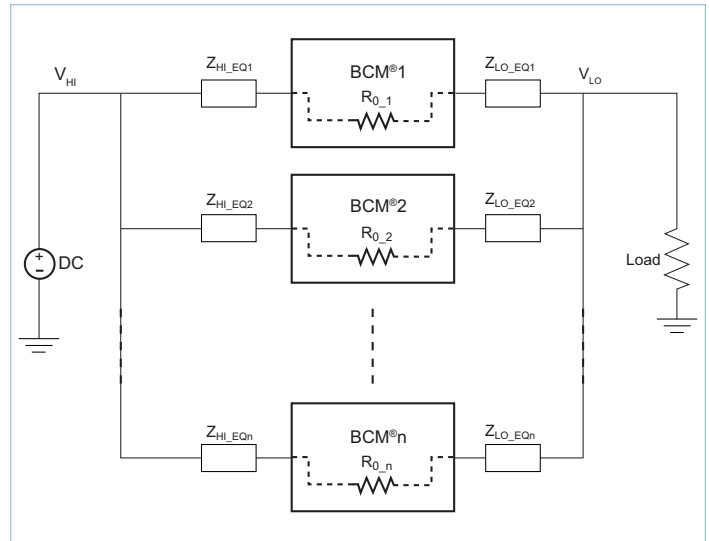 V_HI
Z_HI_EQ1
BCM®1
R_0_1
Z_LO_EQ1
V_LO
Z_HI_EQ2
BCM®2
R_0_2
Z_LO_EQ2
+
-
DC
Load
Z_HI_EQn
BCM®n
R_0_n
Z_LO_EQn